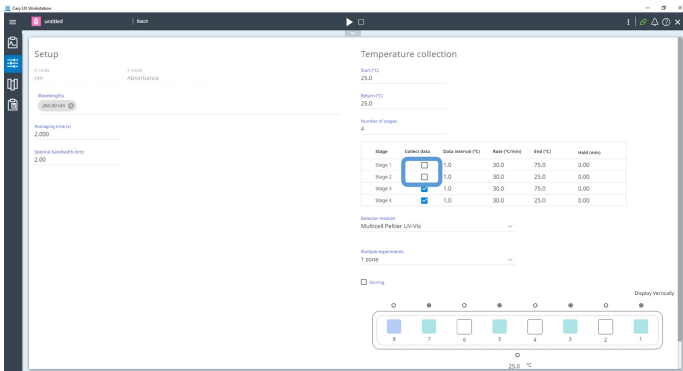 Cary UV Workstation
untitled
Batch
Setup
X mode
nm
Y mode
Absorbance
Wavelengths
260.00 nm
Averaging time (s)
2.000
Spectral bandwidth (nm)
2.00
Temperature collection
Start (°C)
25.0
Return (°C)
25.0
Number of stages
4
Stage Collect data Data interval (°C) Rate (°C/min) End (°C) Hold (min)
Stage 1 1.0 30.0 75.0 0.00
Stage 2 1.0 30.0 25.0 0.00
Stage 3 1.0 30.0 75.0 0.00
Stage 4 1.0 30.0 25.0 0.00
Detector module
Multicell Peltier UV-Vis
Multiple experiments
1 zone
Stirring
Display Vertically
8 7 6 5 4 3 2 1
25.0 °C